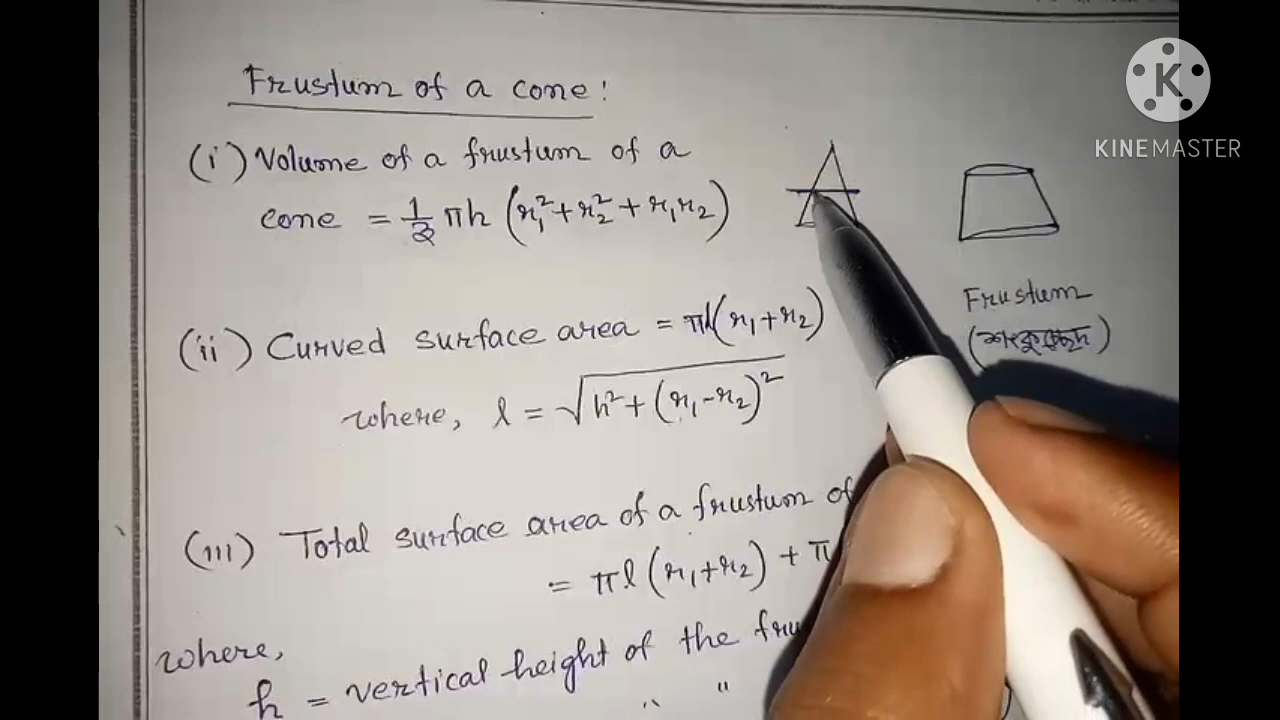 Frustum of a cone:
(i) Volume of a frustum of a
cone = 1/3 πh (r₁² + r₂² + r₁r₂)
Frustum
(ii) Curved surface area = πl(r₁+r₂)
where, l = √h² + (r₁-r₂)²
(iii) Total surface area of a frustum of
= πl (r₁+r₂) + π
where,
h = vertical height of the
" "
KINEMASTER